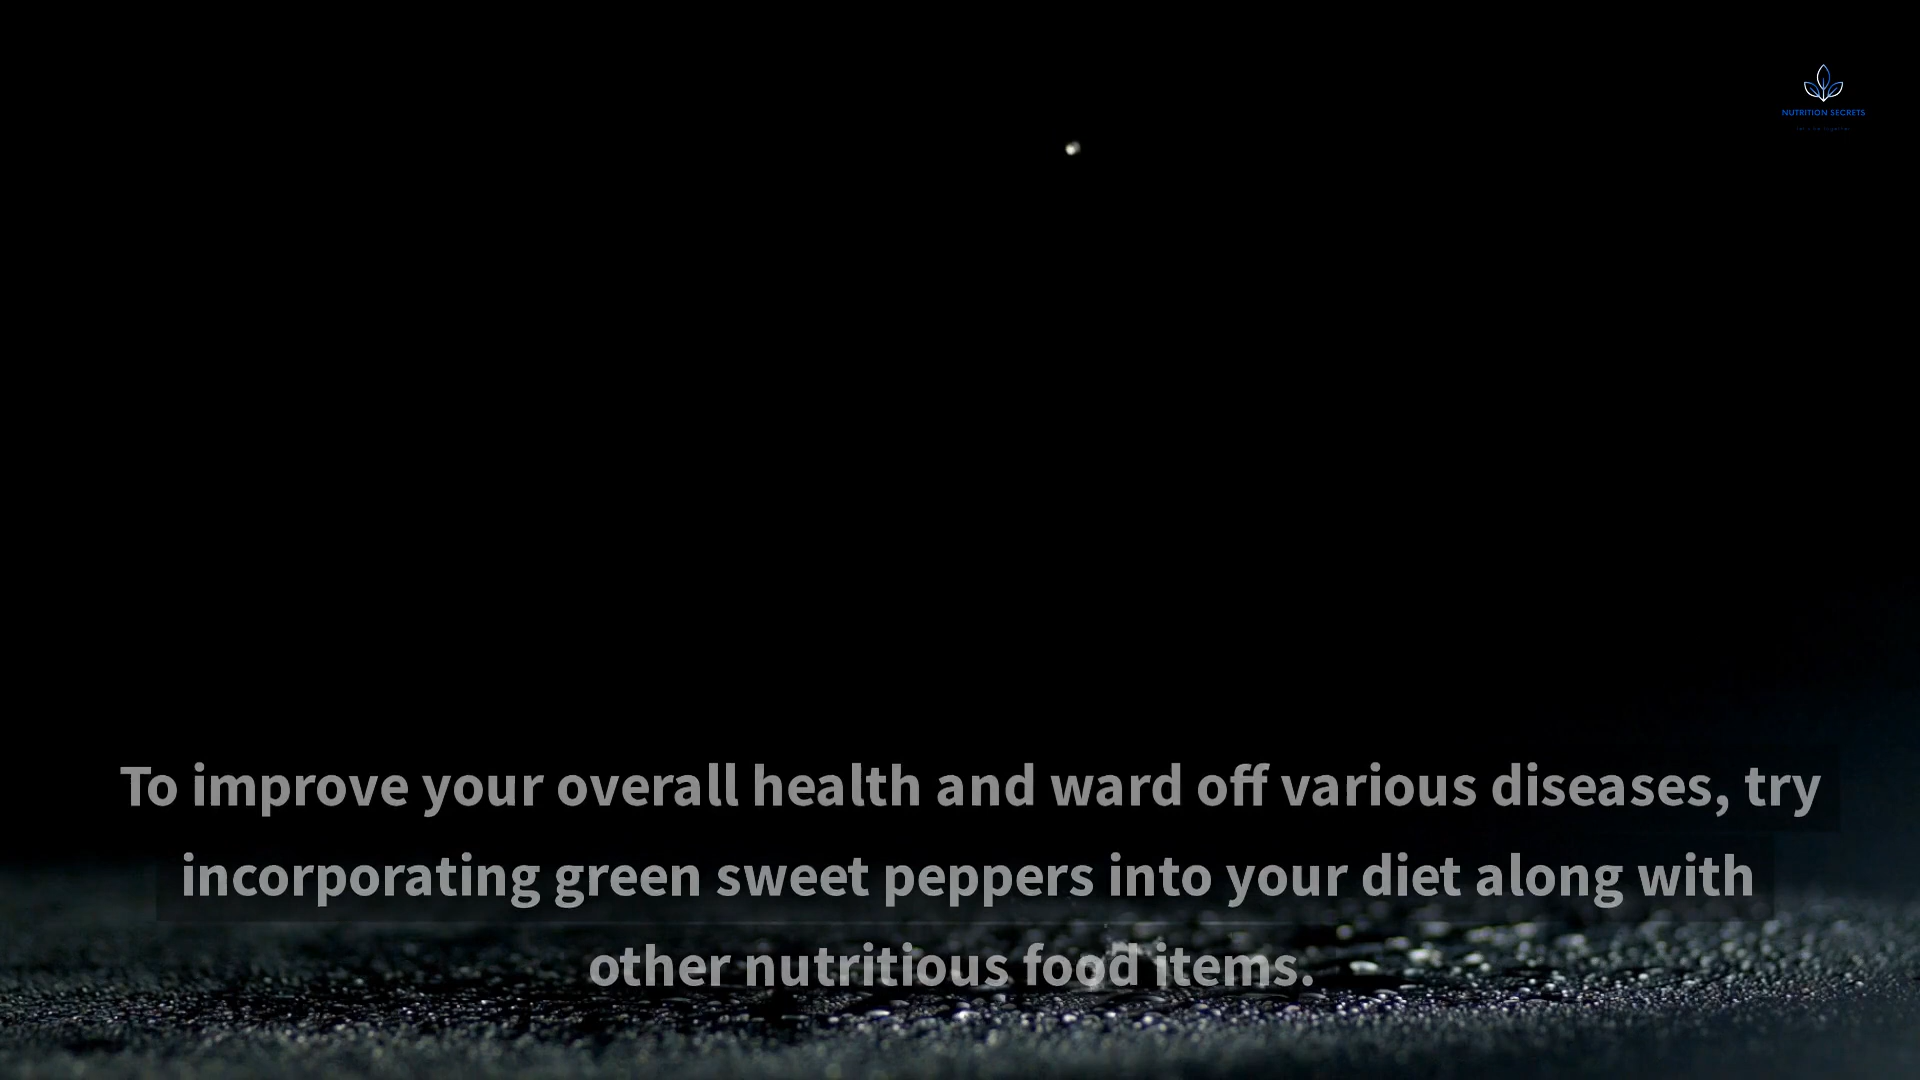 NUTRITION SECRETS
To improve your overall health and ward off various diseases, try
incorporating green sweet peppers into your diet along with
other nutritious food items.